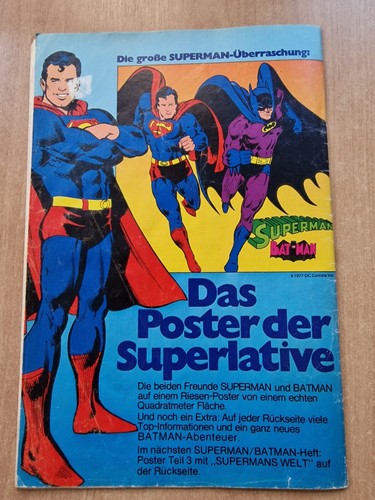 Die große SUPERMAN-Überraschung:
SUPERMAN
BATMAN
©1977 DC Comics Inc.
Das
Poster der
Superlative
Die beiden Freunde SUPERMAN und BATMAN
auf einem Riesen-Poster von einem echten
Quadratmeter Fläche.
Und noch ein Extra: Auf jeder Rückseite viele
Top-Informationen und ein ganz neues
BATMAN-Abenteuer.
Im nächsten SUPERMAN/BATMAN-Heft:
Poster Teil 3 mit „SUPERMANS WELT" auf
der Rückseite.